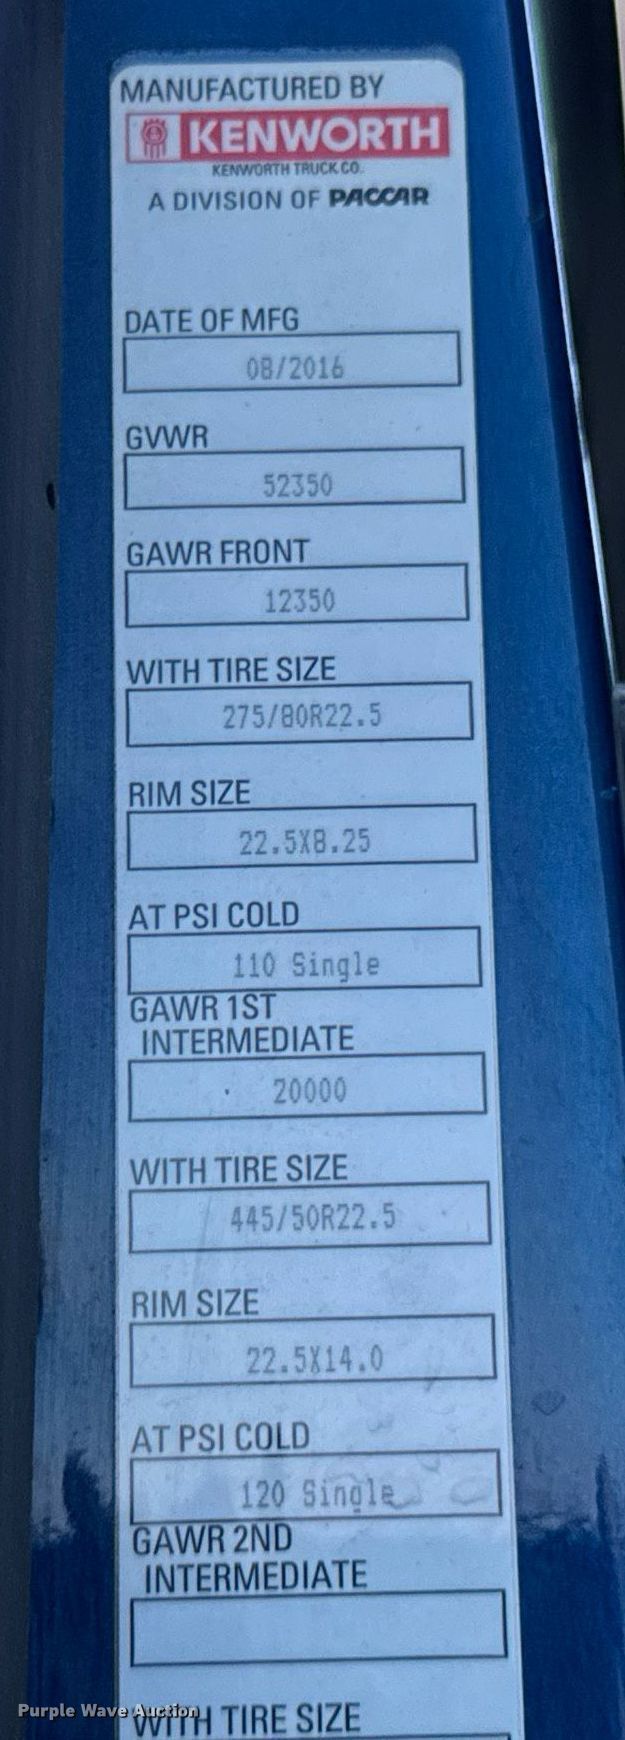 MANUFACTURED BY
KENWORTH
KENWORTH TRUCK CO.
A DIVISION OF PACCAR
DATE OF MFG
08/2016
GVWR
52350
GAWR FRONT
12350
WITH TIRE SIZE
275/80R22.5
RIM SIZE
22.5X8.25
AT PSI COLD
110 Single
GAWR 1ST
INTERMEDIATE
20000
WITH TIRE SIZE
445/50R22.5
RIM SIZE
22.5X14.0
AT PSI COLD
120 Single
GAWR 2ND
INTERMEDIATE
Purple Wave Auction
WITH TIRE SIZE